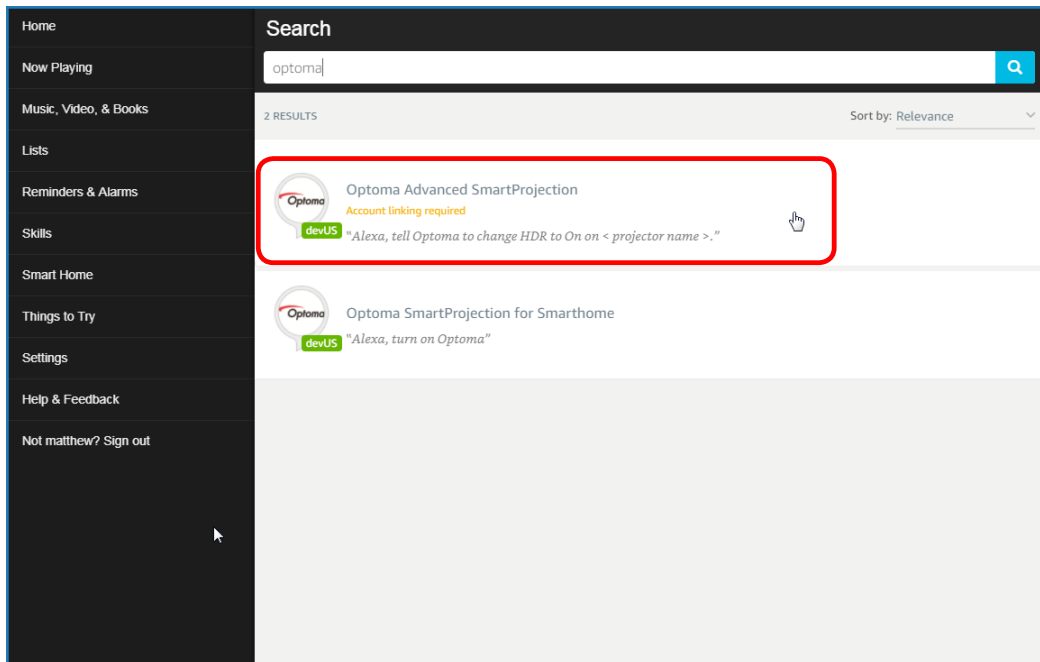 Home
Now Playing
Music, Video, & Books
Lists
Reminders & Alarms
Skills
Smart Home
Things to Try
Settings
Help & Feedback
Not matthew? Sign out
Search
optoma
2 RESULTS
Sort by: Relevance
Optoma
devUS
Optoma Advanced SmartProjection
Account linking required
"Alexa, tell Optoma to change HDR to On on < projector name >."
Optoma
devUS
Optoma SmartProjection for Smarthome
"Alexa, turn on Optoma"